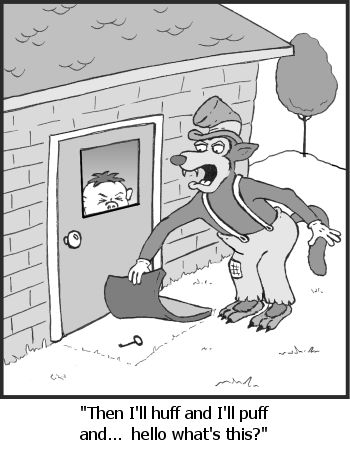 "Then I'll huff and I'll puff
and... hello what's this?"